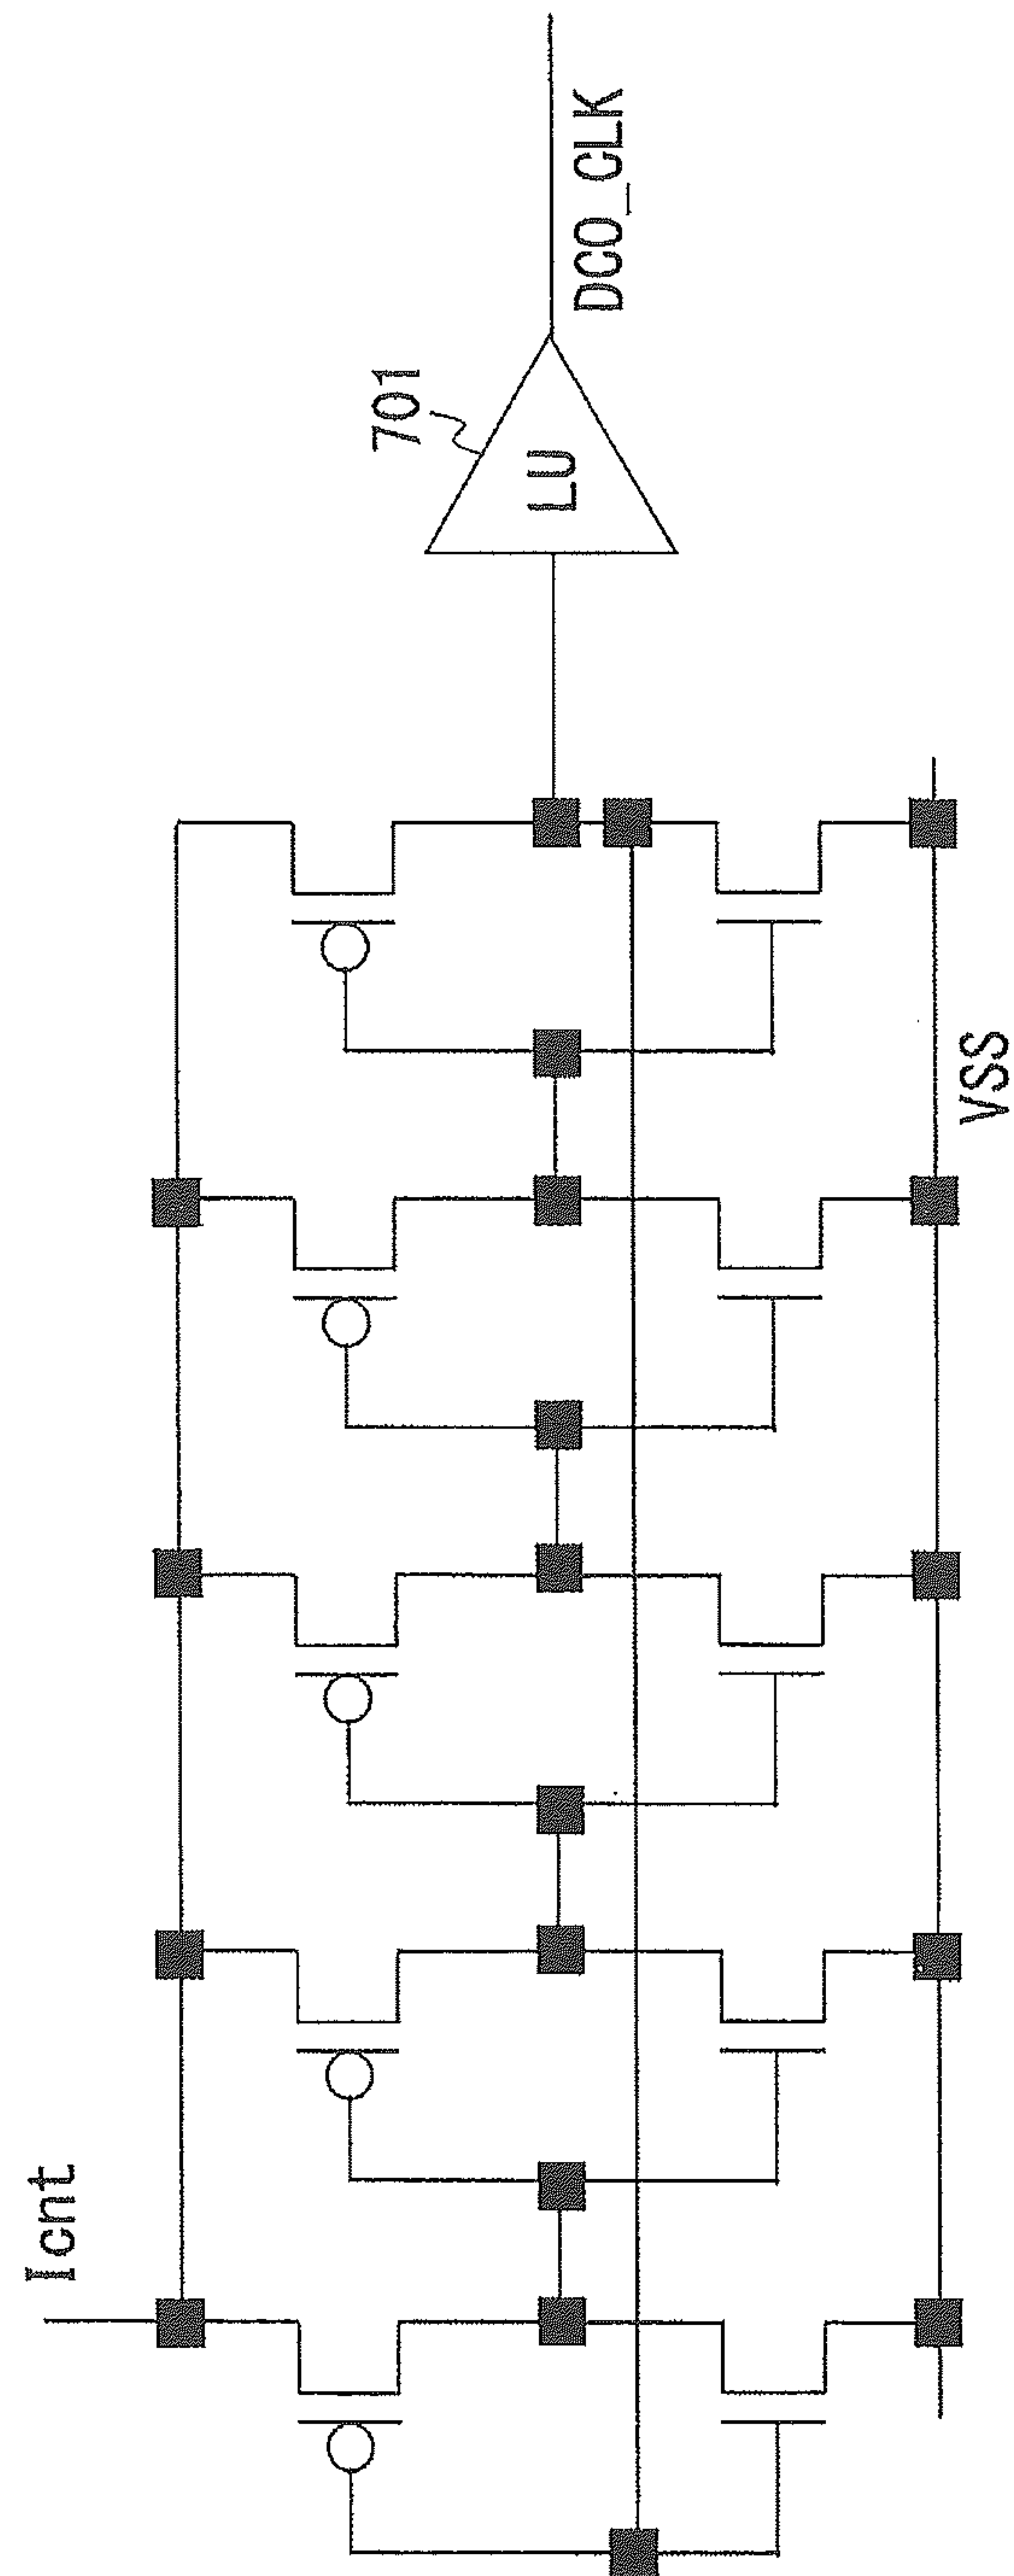 Icnt
VSS
LU
701
DCO_CLK